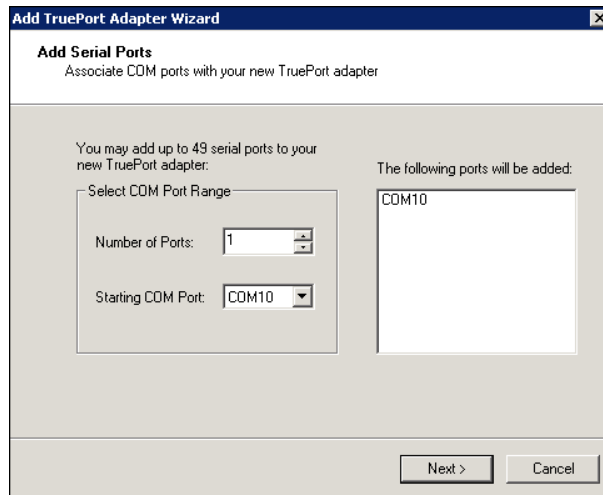 Add TruePort Adapter Wizard
Add Serial Ports
Associate COM ports with your new TruePort adapter
You may add up to 49 serial ports to your
new TruePort adapter:
Select COM Port Range
Number of Ports:
1
Starting COM Port:
COM10
The following ports will be added:
COM10
Next >
Cancel